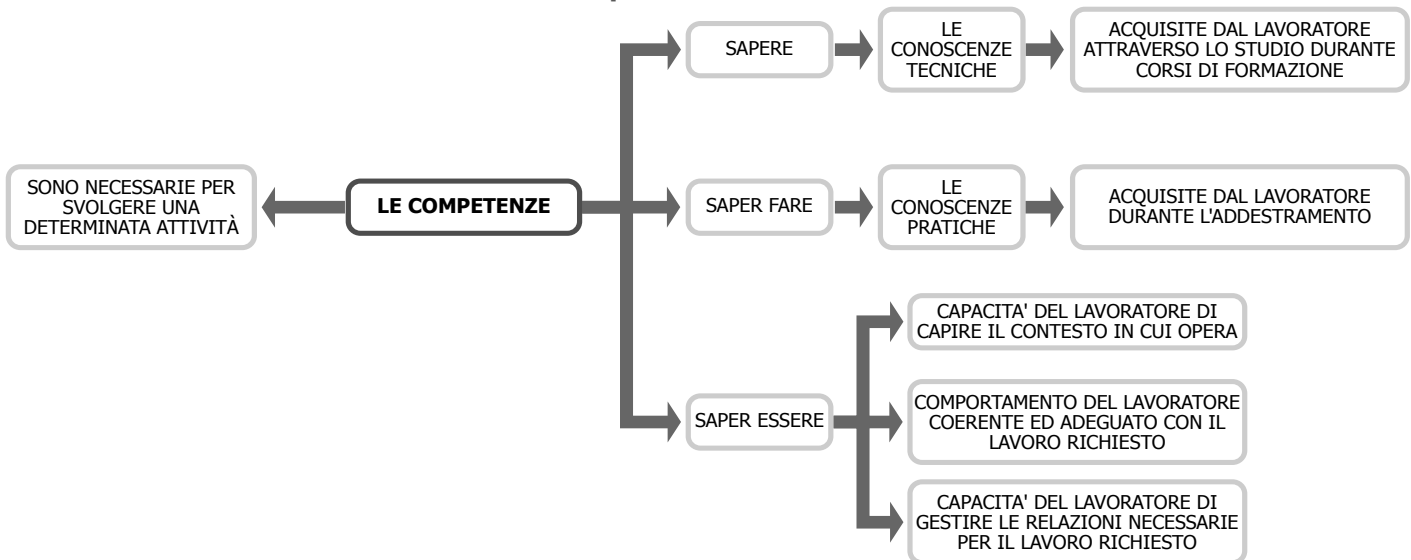 SONO NECESSARIE PER
SVOLGERE UNA
DETERMINATA ATTIVITÀ
LE COMPETENZE
SAPERE
LE
CONOSCENZE
TECNICHE
ACQUISITE DAL LAVORATORE
ATTRAVERSO LO STUDIO DURANTE
CORSI DI FORMAZIONE
SAPER FARE
LE
CONOSCENZE
PRATICHE
ACQUISITE DAL LAVORATORE
DURANTE L'ADDESTRAMENTO
SAPER ESSERE
CAPACITA' DEL LAVORATORE DI
CAPIRE IL CONTESTO IN CUI OPERA
COMPORTAMENTO DEL LAVORATORE
COERENTE ED ADEGUATO CON IL
LAVORO RICHIESTO
CAPACITA' DEL LAVORATORE DI
GESTIRE LE RELAZIONI NECESSARIE
PER IL LAVORO RICHIESTO